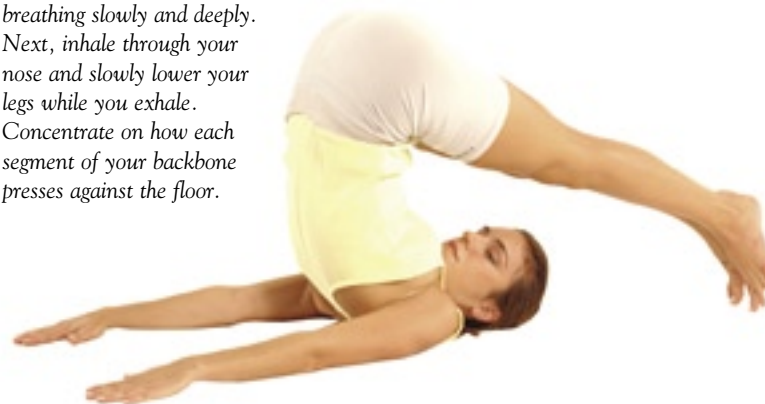 breathing slowly and deeply.
Next, inhale through your
nose and slowly lower your
legs while you exhale.
Concentrate on how each
segment of your backbone
presses against the floor.